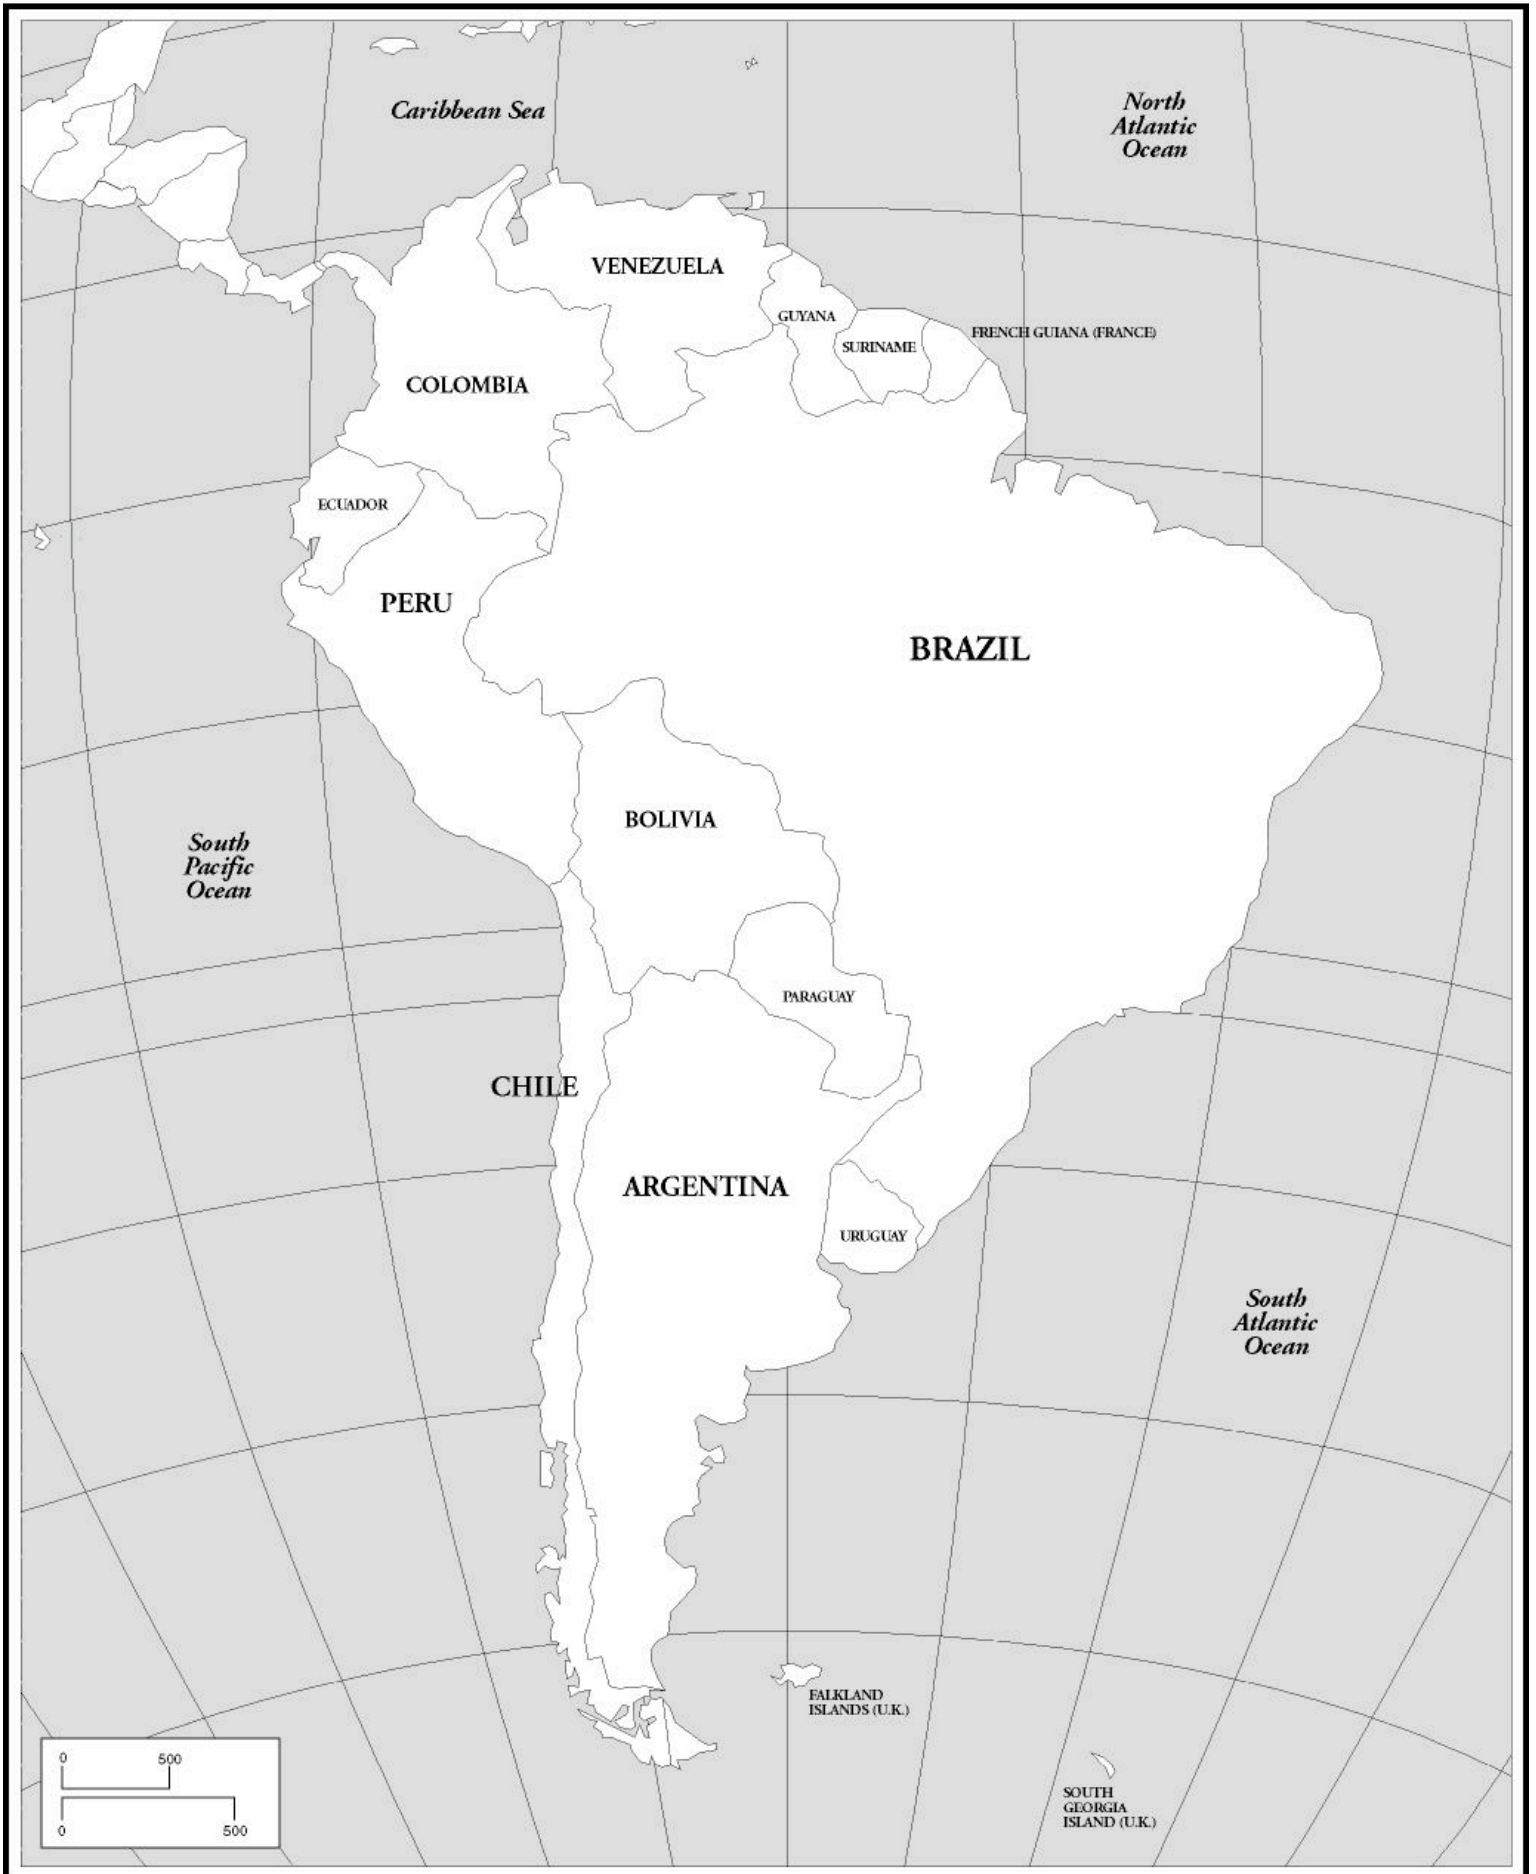 Caribbean Sea
North
Atlantic
Ocean
VENEZUELA
GUYANA
SURINAME
FRENCH GUIANA (FRANCE)
COLOMBIA
ECUADOR
PERU
BRAZIL
BOLIVIA
South
Pacific
Ocean
PARAGUAY
CHILE
ARGENTINA
URUGUAY
South
Atlantic
Ocean
FALKLAND
ISLANDS (U.K.)
SOUTH
GEORGIA
ISLAND (U.K.)
0 500
0 500